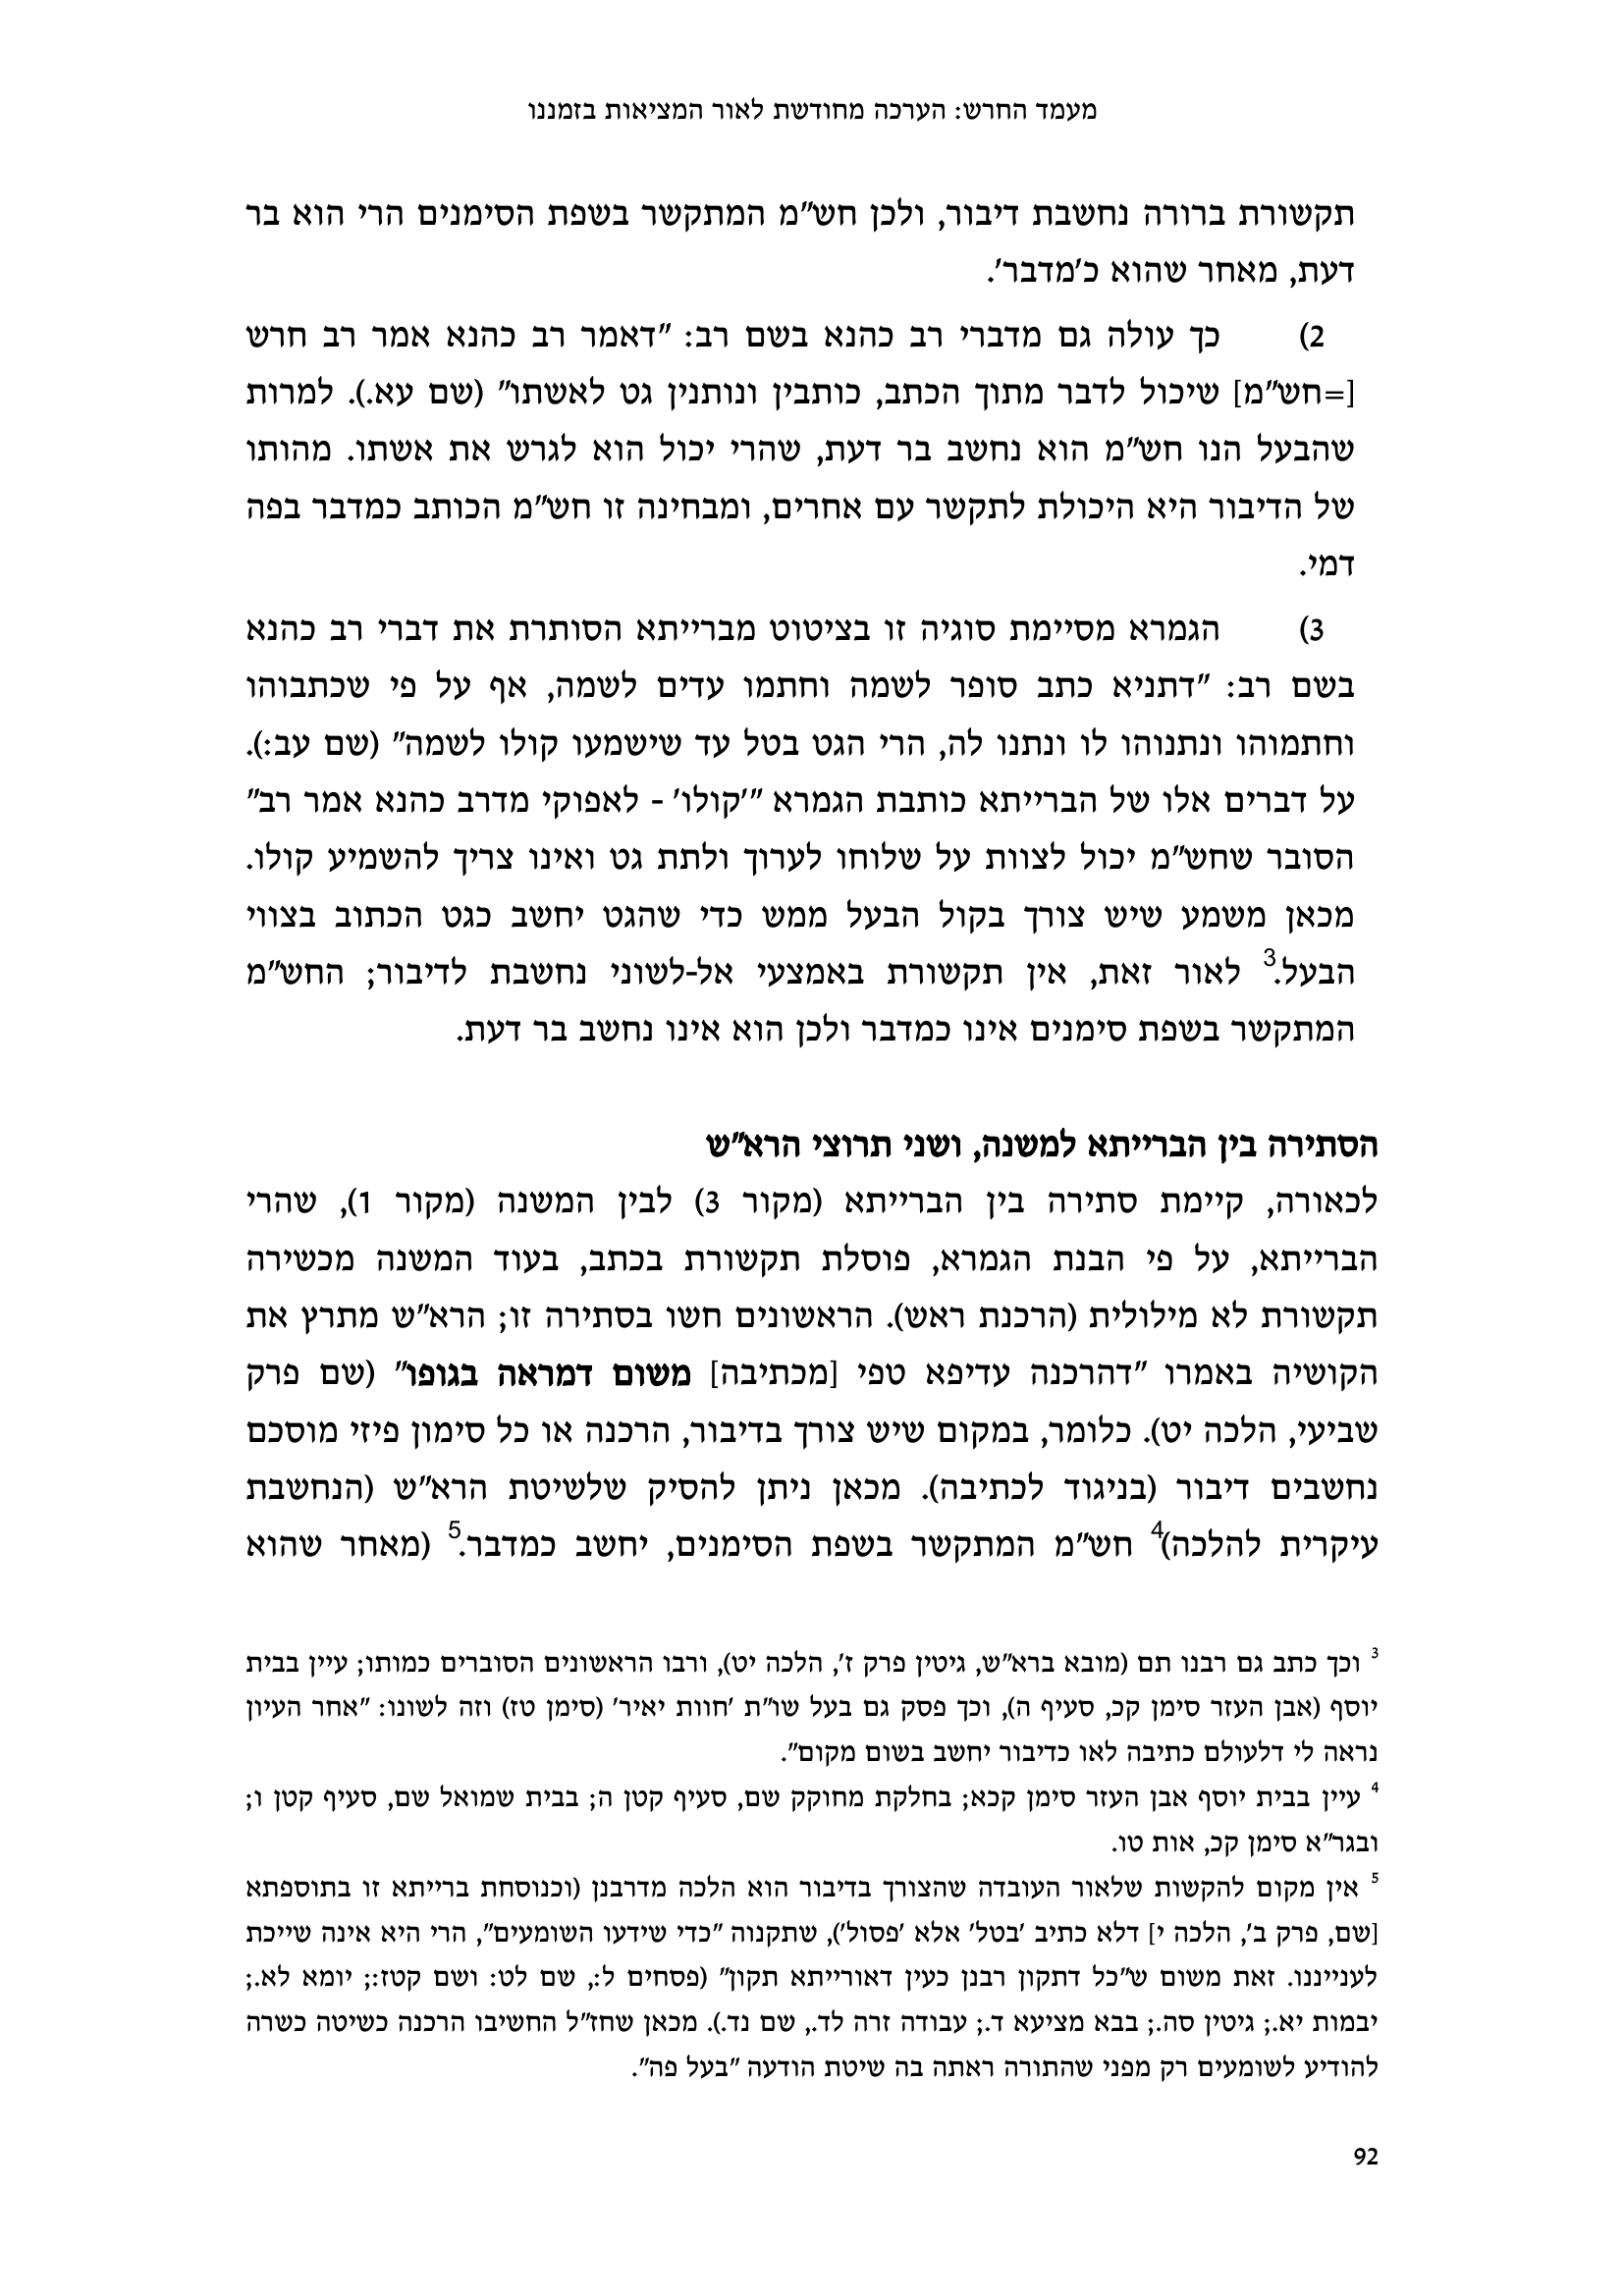 מעמד החרש: הערכה מחודשת לאור המציאות בזמננו
תקשורת ברורה נחשבת דיבור, ולכן חש"מ המתקשר בשפת הסימנים הרי הוא בר
דעת, מאחר שהוא כ'מדבר'.
2) כך עולה גם מדברי רב כהנא בשם רב: "דאמר רב כהנא אמר רב חרש
[=חש"מ] שיכול לדבר מתוך הכתב, כותבין ונותנין גט לאשתו" (שם עא.). למרות
שהבעל הנו חש"מ הוא נחשב בר דעת, שהרי יכול הוא לגרש את אשתו. מהותו
של הדיבור היא היכולת לתקשר עם אחרים, ומבחינה זו חש"מ הכותב כמדבר בפה
דמי.
3) הגמרא מסיימת סוגיה זו בציטוט מברייתא הסותרת את דברי רב כהנא
בשם רב: "דתניא כתב סופר לשמה וחתמו עדים לשמה, אף על פי שכתבוהו
וחתמוהו ונתנוהו לו ונתנו לה, הרי הגט בטל עד שישמעו קולו לשמה" (שם עב:).
על דברים אלו של הברייתא כותבת הגמרא "'קולו' - לאפוקי מדרב כהנא אמר רב"
הסובר שחש"מ יכול לצוות על שלוחו לערוך ולתת גט ואינו צריך להשמיע קולו.
מכאן משמע שיש צורך בקול הבעל ממש כדי שהגט יחשב כגט הכתוב בצווי
הבעל.3 לאור זאת, אין תקשורת באמצעי אל-לשוני נחשבת לדיבור; החש"מ
המתקשר בשפת סימנים אינו כמדבר ולכן הוא אינו נחשב בר דעת.
הסתירה בין הברייתא למשנה, ושני תרוצי הרא"ש
לכאורה, קיימת סתירה בין הברייתא (מקור 3) לבין המשנה (מקור 1), שהרי
הברייתא, על פי הבנת הגמרא, פוסלת תקשורת בכתב, בעוד המשנה מכשירה
תקשורת לא מילולית (הרכנת ראש). הראשונים חשו בסתירה זו; הרא"ש מתרץ את
הקושיה באמרו "דהרכנה עדיפא טפי [מכתיבה] משום דמראה בגופו" (שם פרק
שביעי, הלכה יט). כלומר, במקום שיש צורך בדיבור, הרכנה או כל סימון פיזי מוסכם
נחשבים דיבור (בניגוד לכתיבה). מכאן ניתן להסיק שלשיטת הרא"ש (הנחשבת
עיקרית להלכה)4 חש"מ המתקשר בשפת הסימנים, יחשב כמדבר.5 (מאחר שהוא
3 וכך כתב גם רבנו תם (מובא ברא"ש, גיטין פרק ז', הלכה יט), ורבו הראשונים הסוברים כמותו; עיין בבית
יוסף (אבן העזר סימן קכ, סעיף ה), וכך פסק גם בעל שו"ת 'חוות יאיר' (סימן טז) וזה לשונו: "אחר העיון
נראה לי דלעולם כתיבה לאו כדיבור יחשב בשום מקום".
4 עיין בבית יוסף אבן העזר סימן קכא; בחלקת מחוקק שם, סעיף קטן ה; בבית שמואל שם, סעיף קטן ו;
ובגר"א סימן קכ, אות טו.
5 אין מקום להקשות שלאור העובדה שהצורך בדיבור הוא הלכה מדרבנן (וכנוסחת ברייתא זו בתוספתא
[שם, פרק ב', הלכה י] דלא כתיב 'בטל' אלא 'פסול'), שתקנוה "כדי שידעו השומעים", הרי היא אינה שייכת
לענייננו. זאת משום ש"כל דתקון רבנן כעין דאורייתא תקון" (פסחים ל:, שם לט: ושם קטז:; יומא לא.;
יבמות יא.; גיטין סה.; בבא מציעא ד.; עבודה זרה לד., שם נד.). מכאן שחז"ל החשיבו הרכנה כשיטה כשרה
להודיע לשומעים רק מפני שהתורה ראתה בה שיטת הודעה "בעל פה".
92